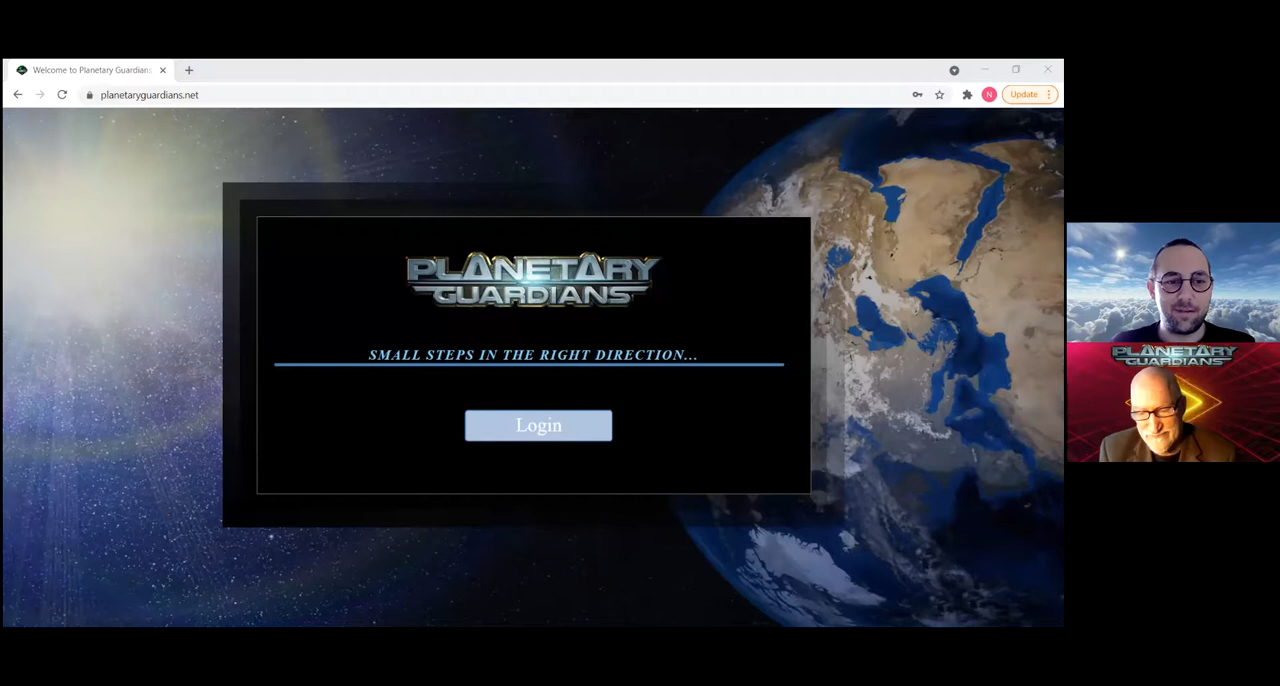 Welcome to Planetary Guardians
planetaryguardians.net
N
Update
PLANETARY
GUARDIANS
SMALL STEPS IN THE RIGHT DIRECTION...
Login
PLANETARY
GUARDIANS